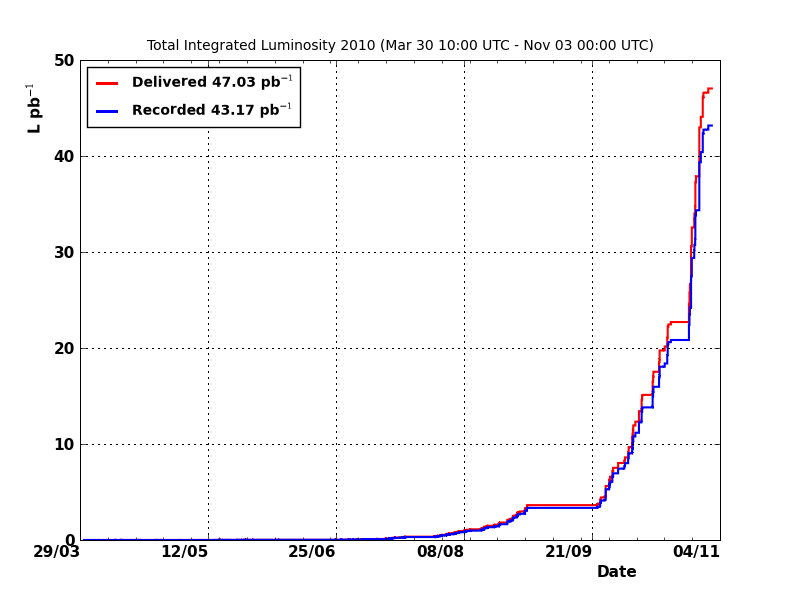 Total Integrated Luminosity 2010 (Mar 30 10:00 UTC - Nov 03 00:00 UTC)
L pb⁻¹
Delivered 47.03 pb⁻¹
Recorded 43.17 pb⁻¹
50
40
30
20
10
0
29/03 12/05 25/06 08/08 21/09 04/11
Date